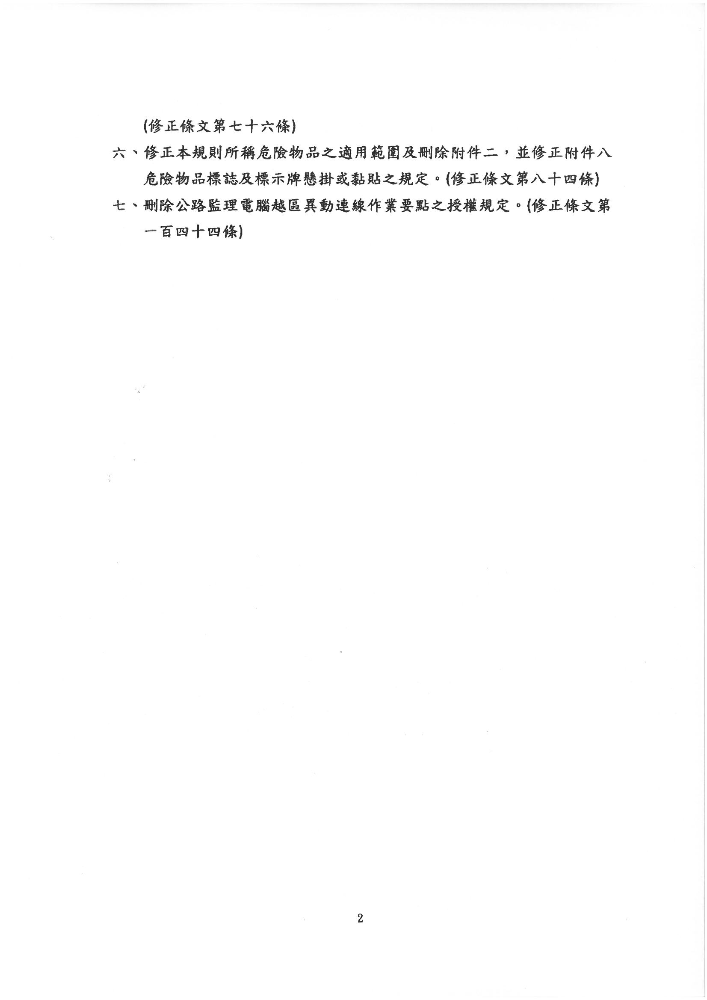 (修正條文第七十六條)
六、修正本規則所稱危險物品之適用範圍及刪除附件二，並修正附件八
危險物品標誌及標示牌懸掛或黏貼之規定。(修正條文第八十四條)
七、刪除公路監理電腦越區異動連線作業要點之授權規定。(修正條文第
一百四十四條)
2